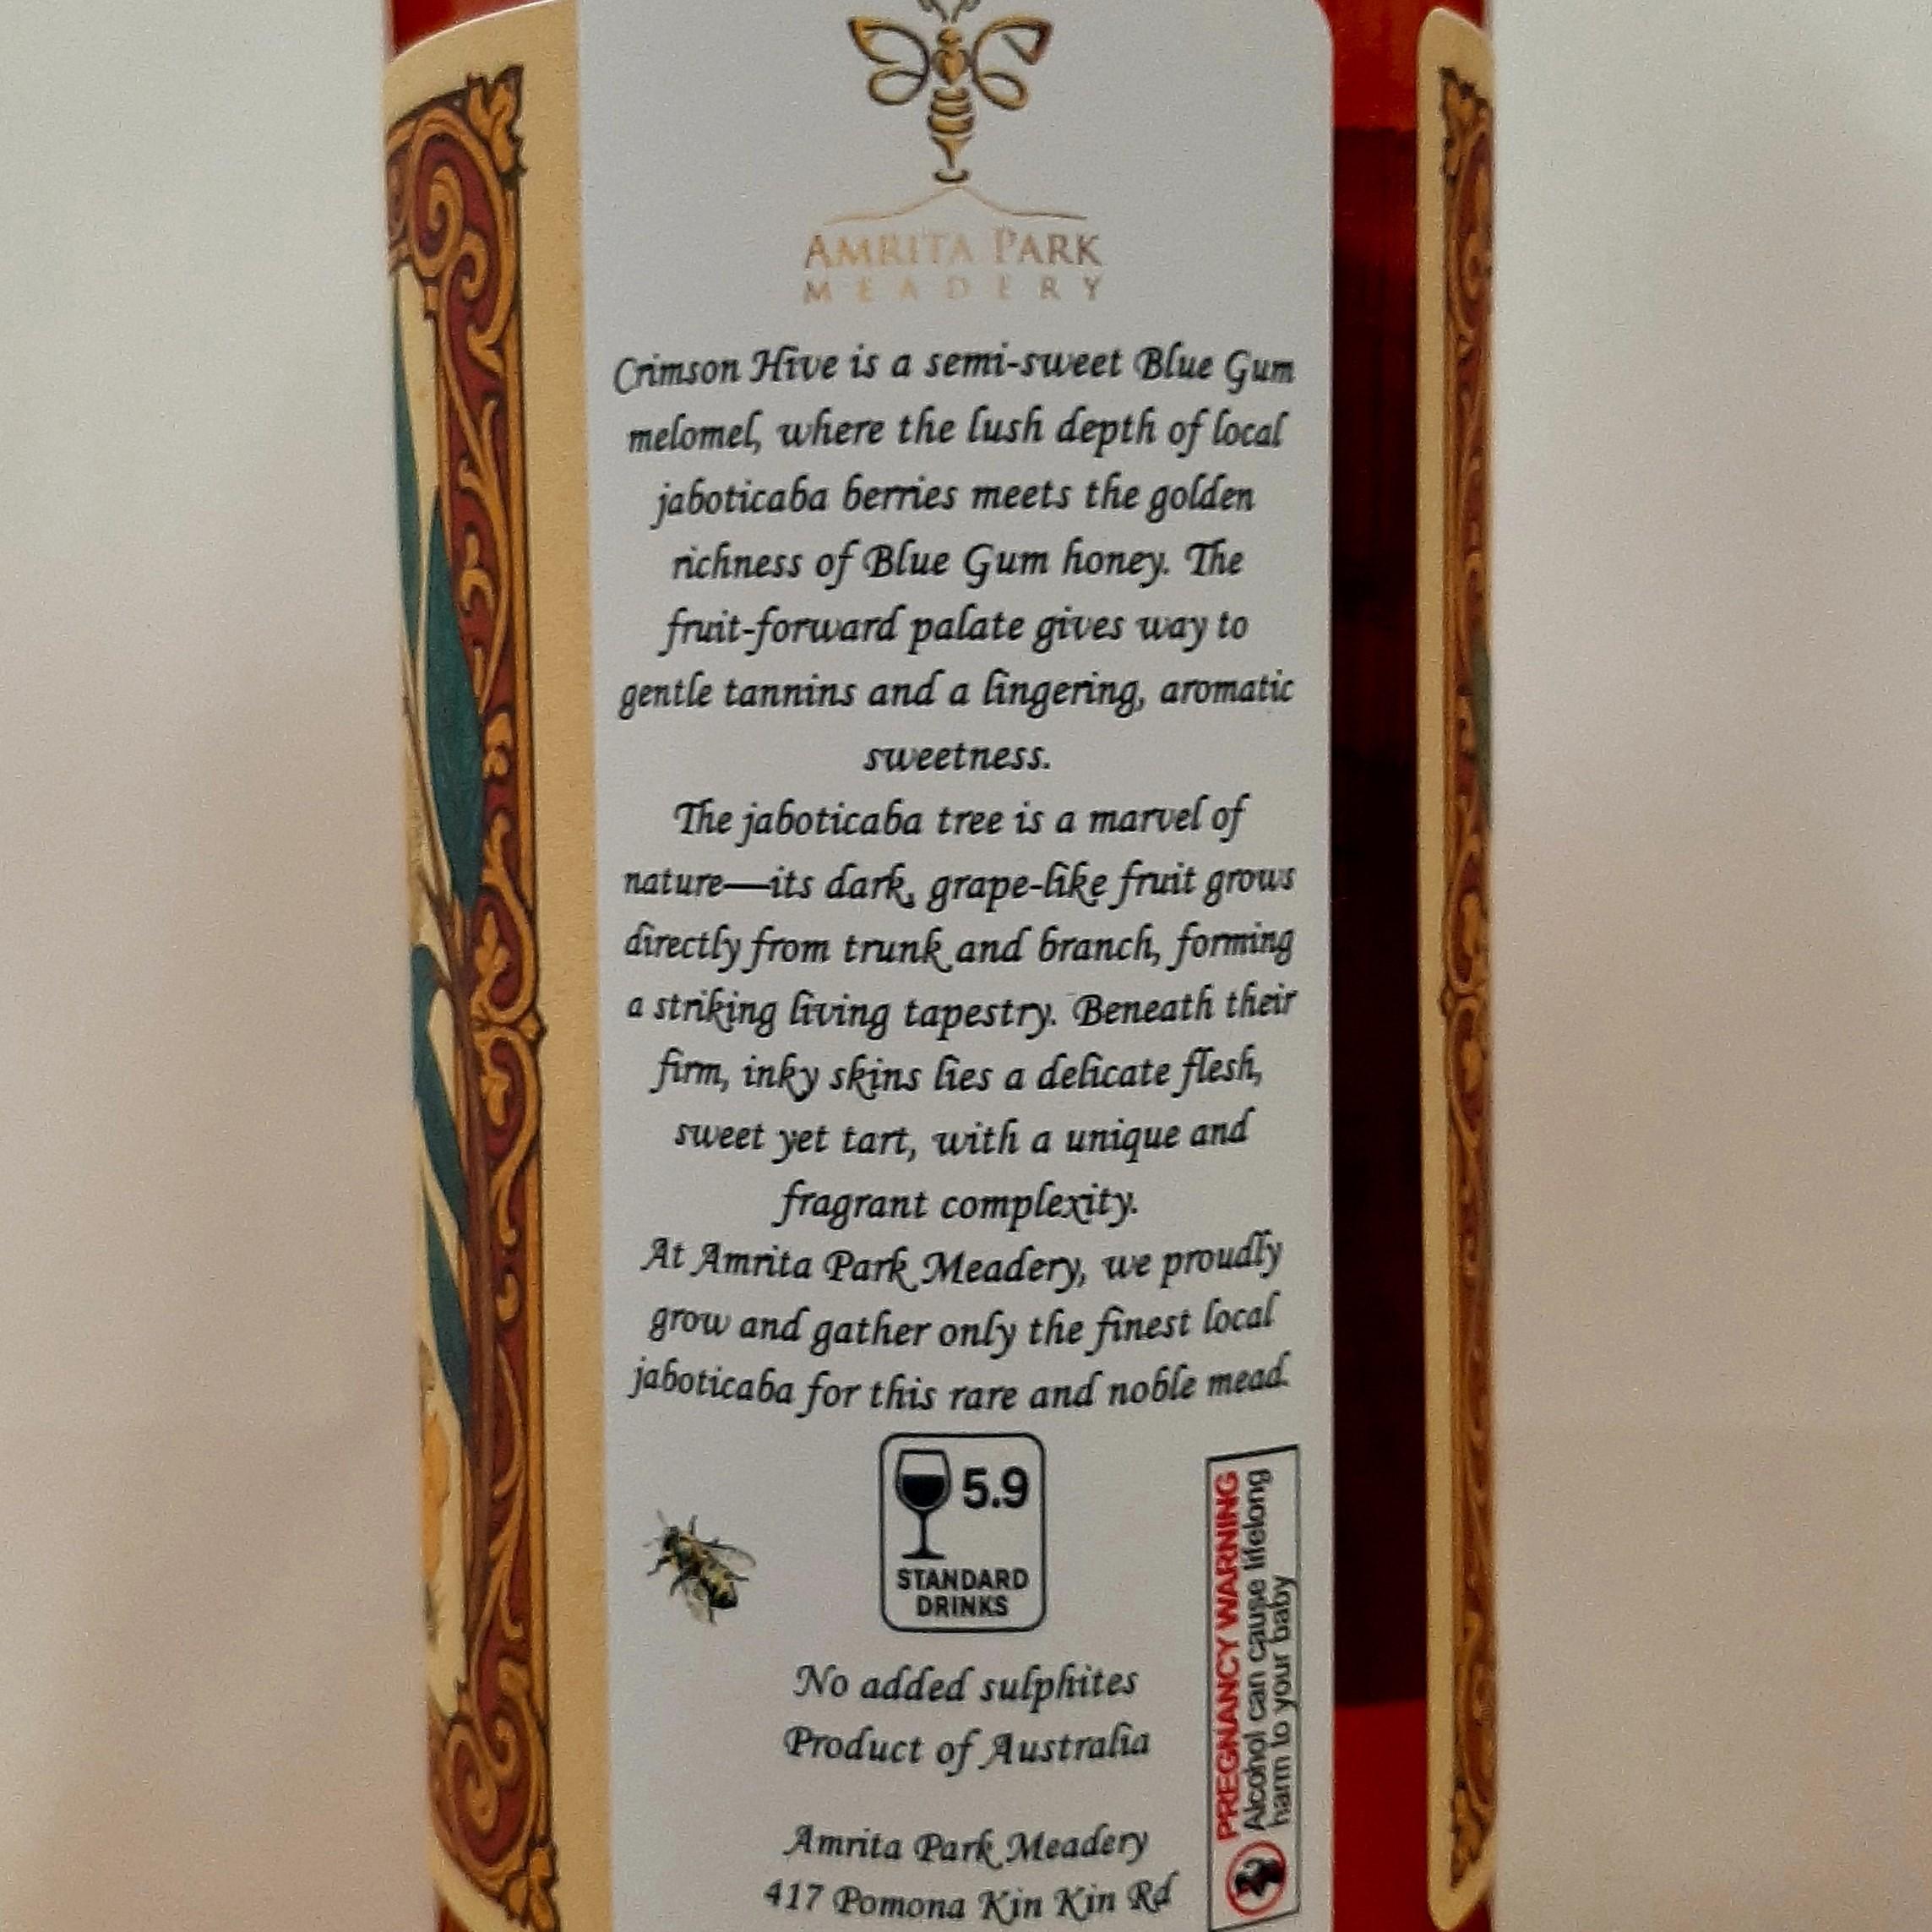 AMRITA PARK
MEADERY
Crimson Hive is a semi-sweet Blue Gum
melomel, where the lush depth of local
jaboticaba berries meets the golden
richness of Blue Gum honey. The
fruit-forward palate gives way to
gentle tannins and a lingering, aromatic
sweetness.
The jaboticaba tree is a marvel of
nature—its dark, grape-like fruit grows
directly from trunk and branch, forming
a striking living tapestry. Beneath their
firm, inky skins lies a delicate flesh,
sweet yet tart, with a unique and
fragrant complexity.
At Amrita Park Meadery, we proudly
grow and gather only the finest local
jaboticaba for this rare and noble mead.
5.9
STANDARD
DRINKS
PREGNANCY WARNING
Alcohol can cause lifelong
harm to your baby
No added sulphites
Product of Australia
Amrita Park Meadery
417 Pomona Kin Kin Rd